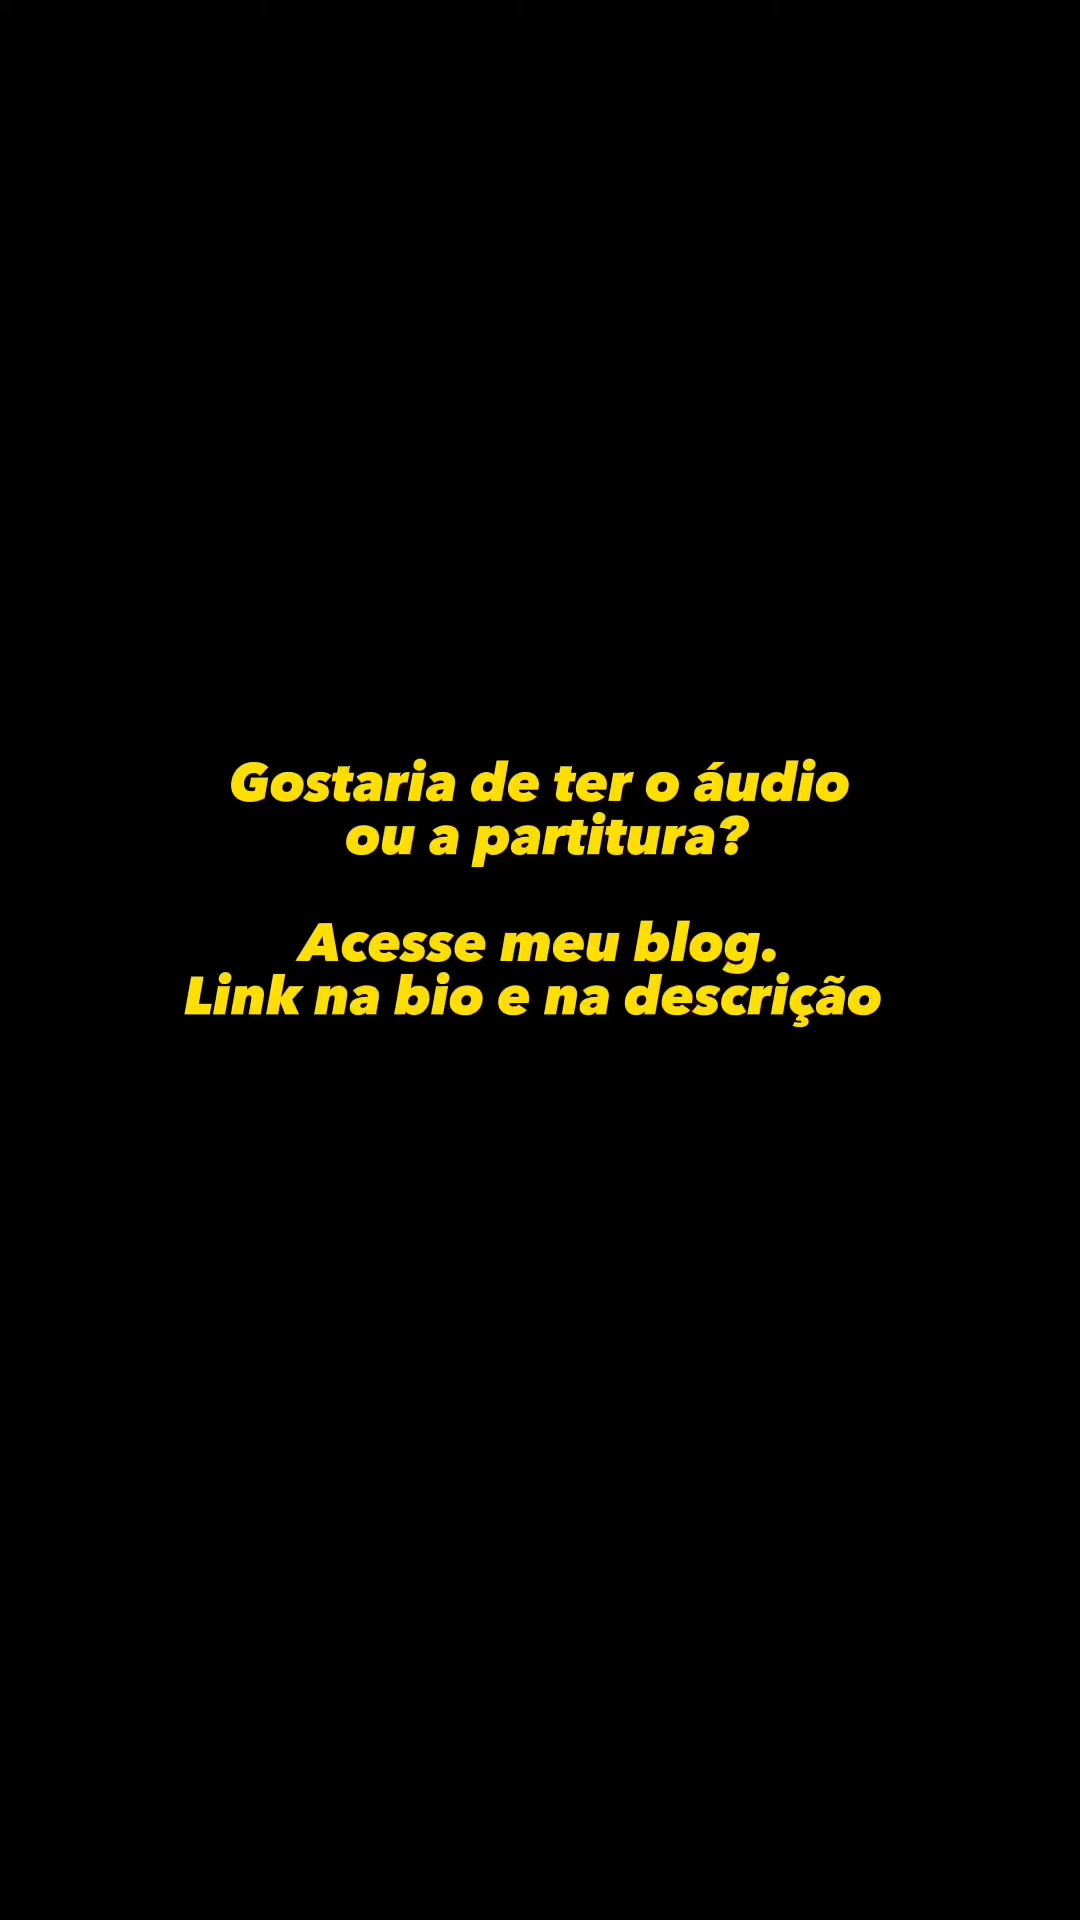 Gostaria de ter o áudio
ou a partitura?
Acesse meu blog.
Link na bio e na descrição